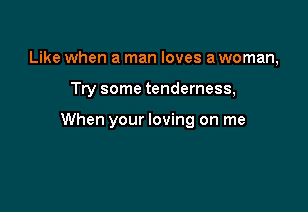 Like when a man loves a woman,
Try some tenderness,
When your loving on me